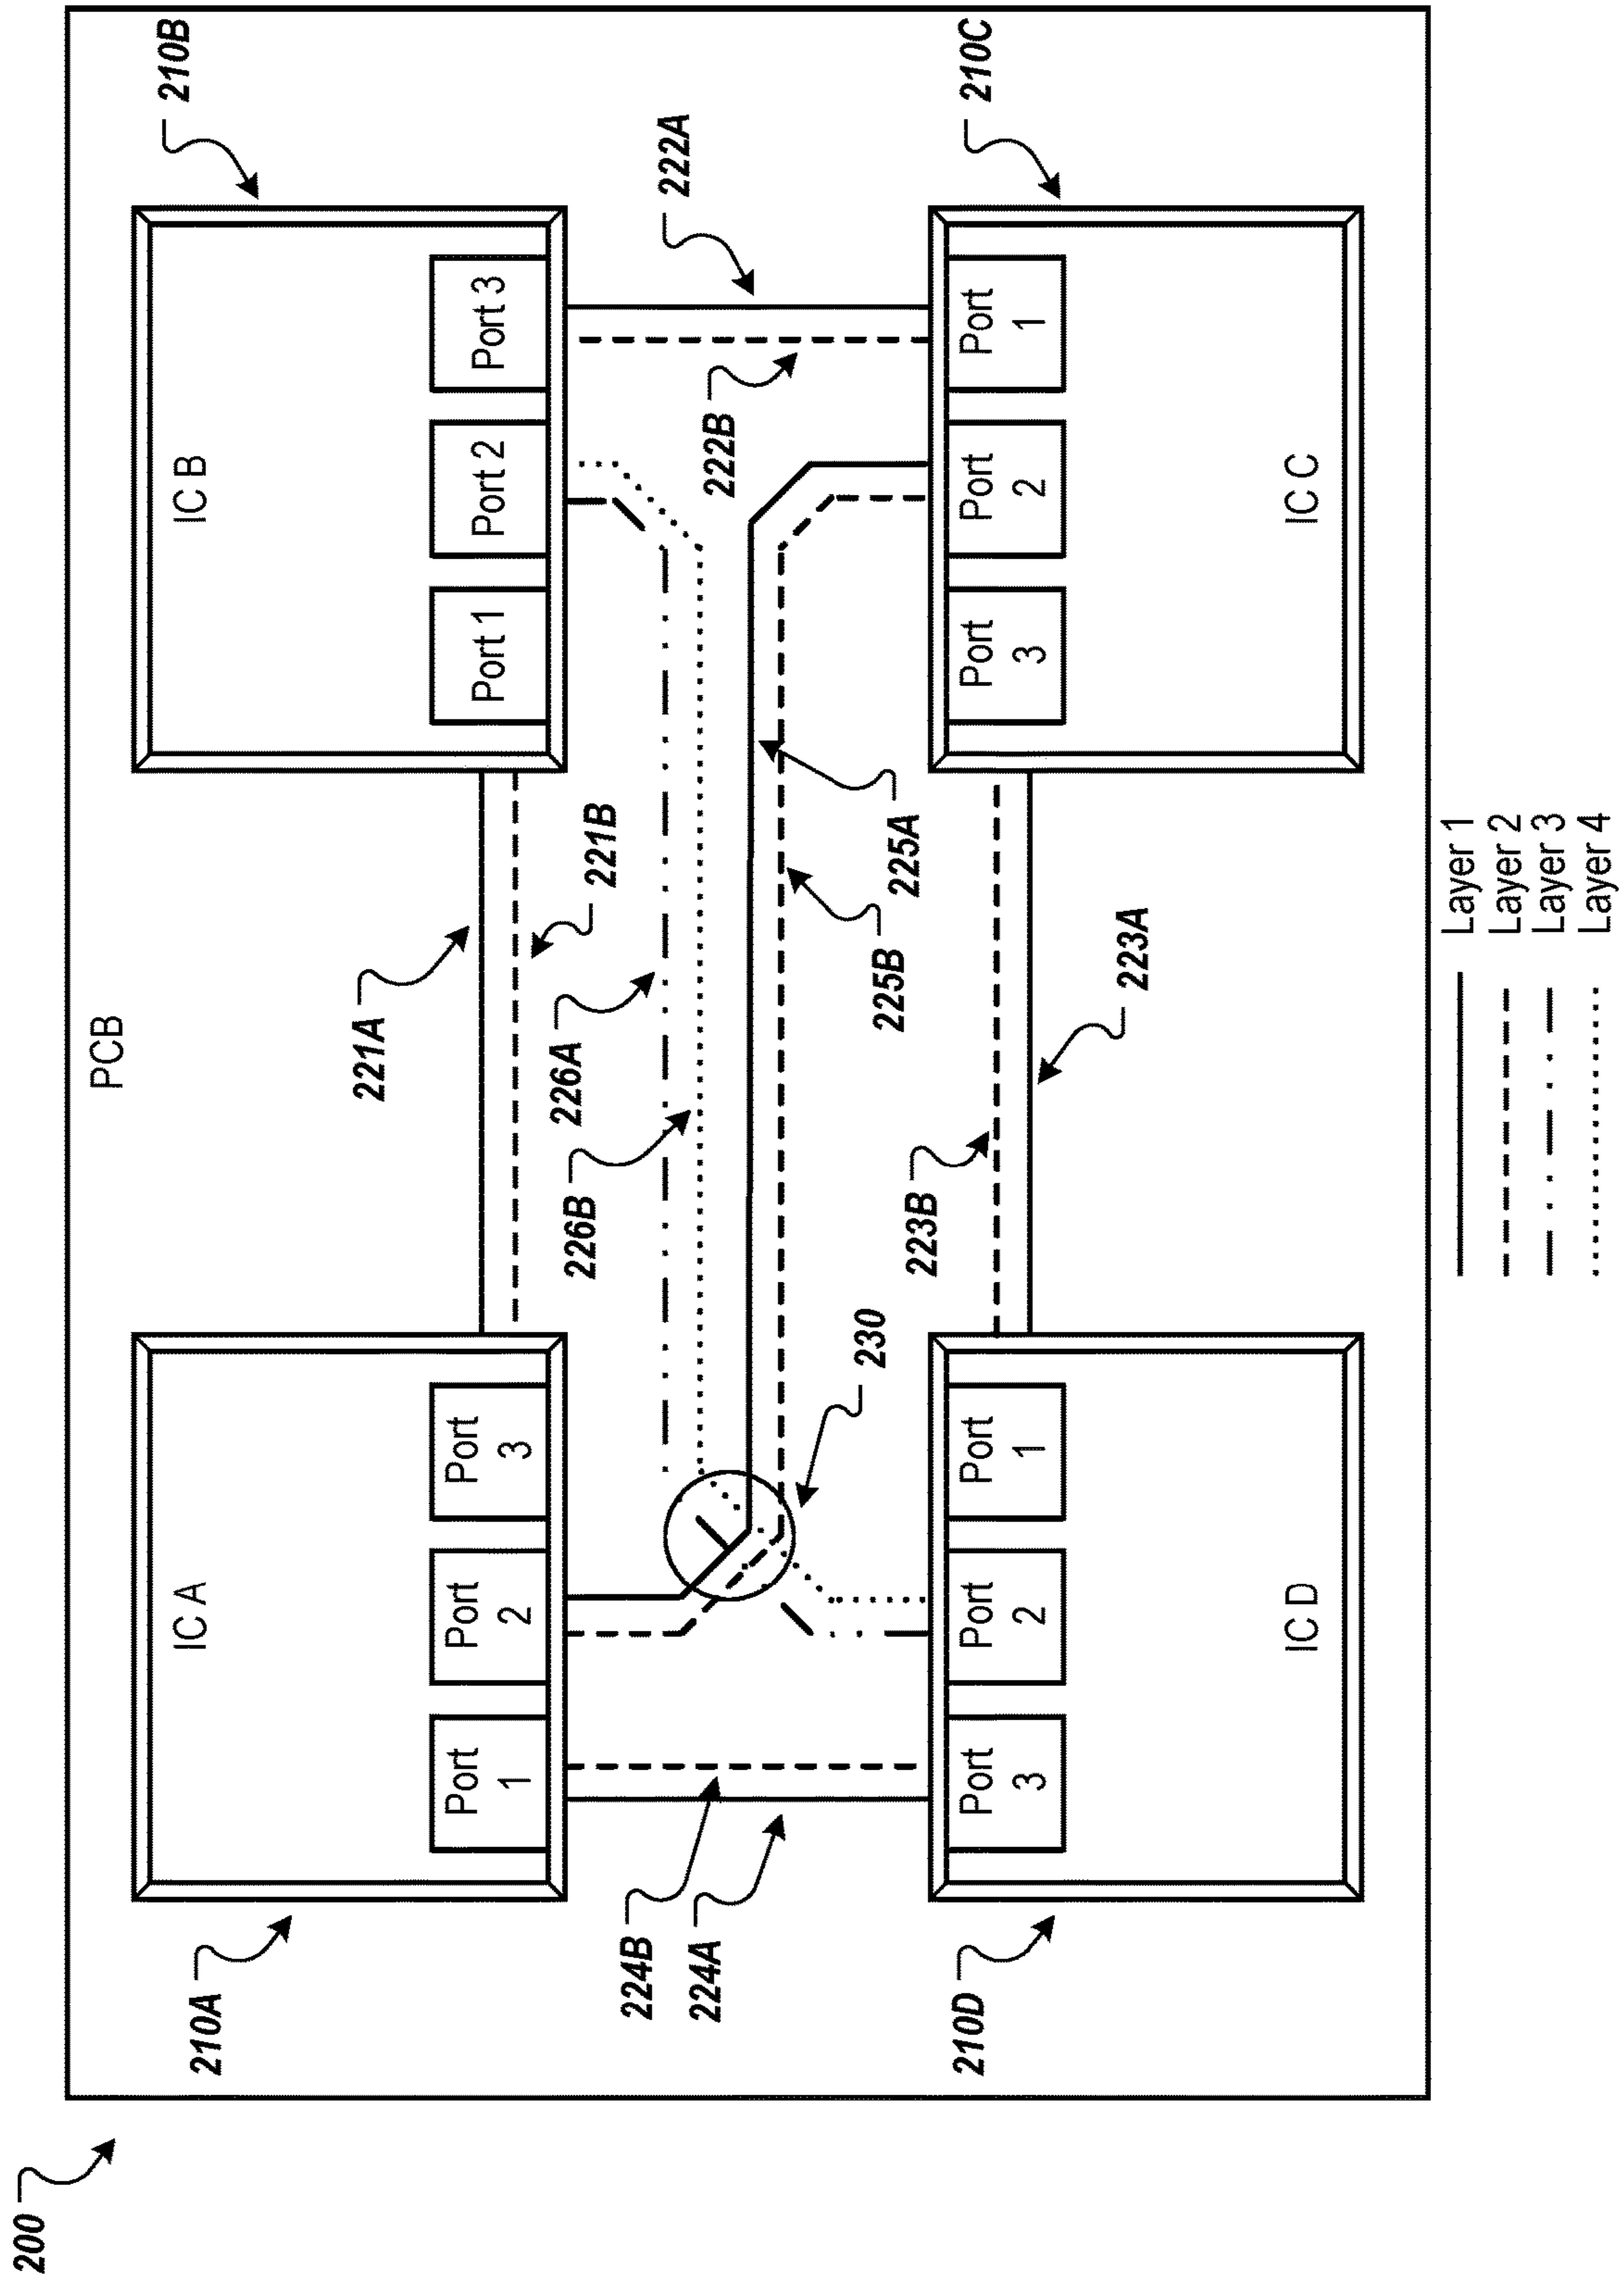 200
PCB
210A
210B
IC A
IC B
Port
1
Port
2
Port
3
Port 1
Port 2
Port 3
221A
221B
226A
226B
224B
224A
222A
222B
230
225A
225B
223B
223A
Port
3
Port
2
Port
1
Port
3
Port
2
Port
1
IC D
IC C
210D
210C
Layer 1
Layer 2
Layer 3
Layer 4